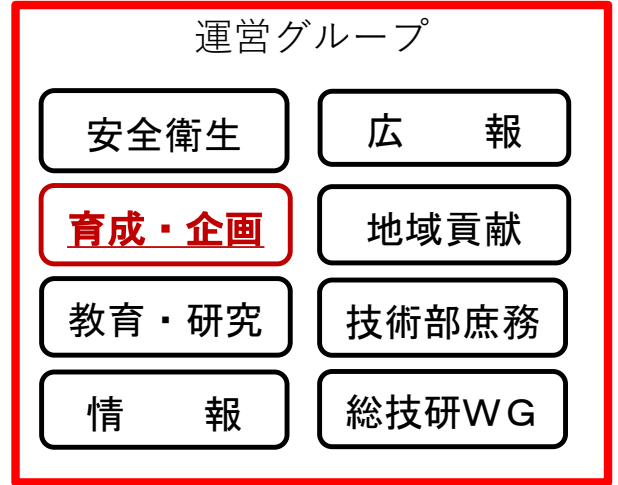 運営グループ
安全衛生
広　　報
育成・企画
地域貢献
教育・研究
技術部庶務
情　　報
総技研ＷＧ